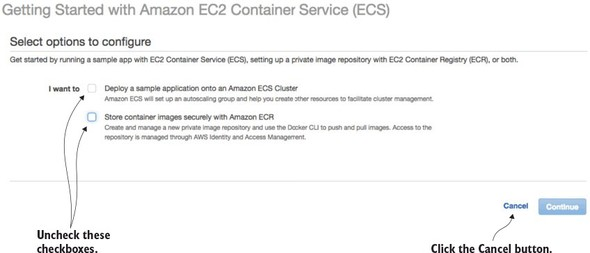 Getting Started with Amazon EC2 Container Service (ECS)
Select options to configure
Get started by running a sample app with EC2 Container Service (ECS), setting up a private image repository with EC2 Container Registry (ECR), or both.
I want to Deploy a sample application onto an Amazon ECS Cluster
Amazon ECS will set up an autoscaling group and help you create other resources to facilitate cluster management.
Store container images securely with Amazon ECR
Create and manage a new private image repository and use the Docker CLI to push and pull images. Access to the
repository is managed through AWS Identity and Access Management.
Cancel Continue
Uncheck these
checkboxes.
Click the Cancel button.